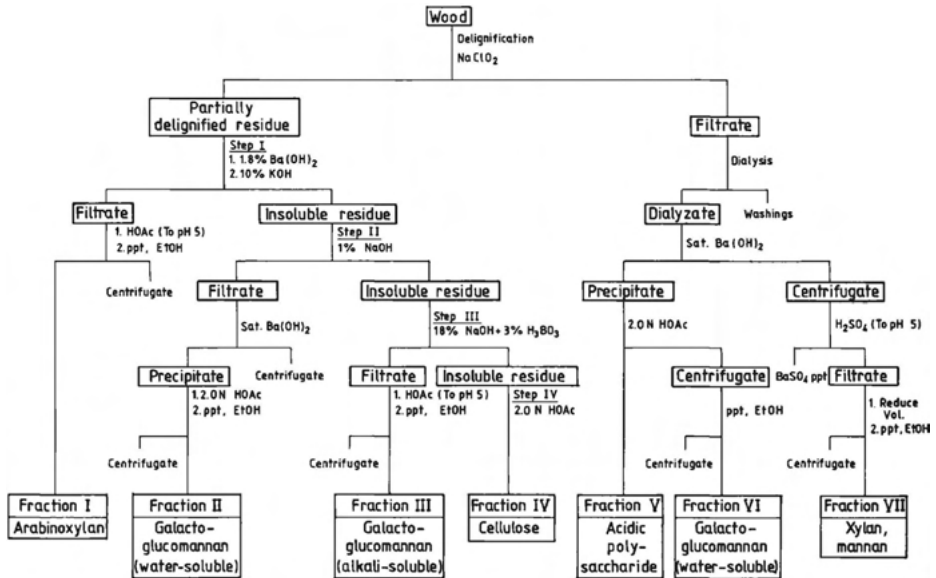 Wood
Delignification
NaClO2
Partially
delignified residue
Filtrate
Step I
1. 1.8% Ba(OH)2
2. 10% KOH
Dialysis
Filtrate
Insoluble residue
Dialyzate
Washings
1. HOAc (To pH 5)
2. ppt, EtOH
Step II
1% NaOH
Sat. Ba(OH)2
Centrifugate
Filtrate
Insoluble residue
Precipitate
Centrifugate
Sat. Ba(OH)2
Step III
18% NaOH + 3% H3BO3
2.0 N HOAc
H2SO4 (To pH 5)
Precipitate
Centrifugate
Filtrate
Insoluble residue
Centrifugate
BaSO4 ppt
Filtrate
1. 2.0 N HOAc
2. ppt, EtOH
1. HOAc (To pH 5)
2. ppt, EtOH
Step IV
2.0 N HOAc
ppt, EtOH
1. Reduce
Vol.
2. ppt, EtOH
Centrifugate
Centrifugate
Centrifugate
Centrifugate
Fraction I
Arabinoxylan
Fraction II
Galacto-
glucomannan
(water-soluble)
Fraction III
Galacto-
glucomannan
(alkali-soluble)
Fraction IV
Cellulose
Fraction V
Acidic
poly-
saccharide
Fraction VI
Galacto-
glucomannan
(water-soluble)
Fraction VII
Xylan,
mannan